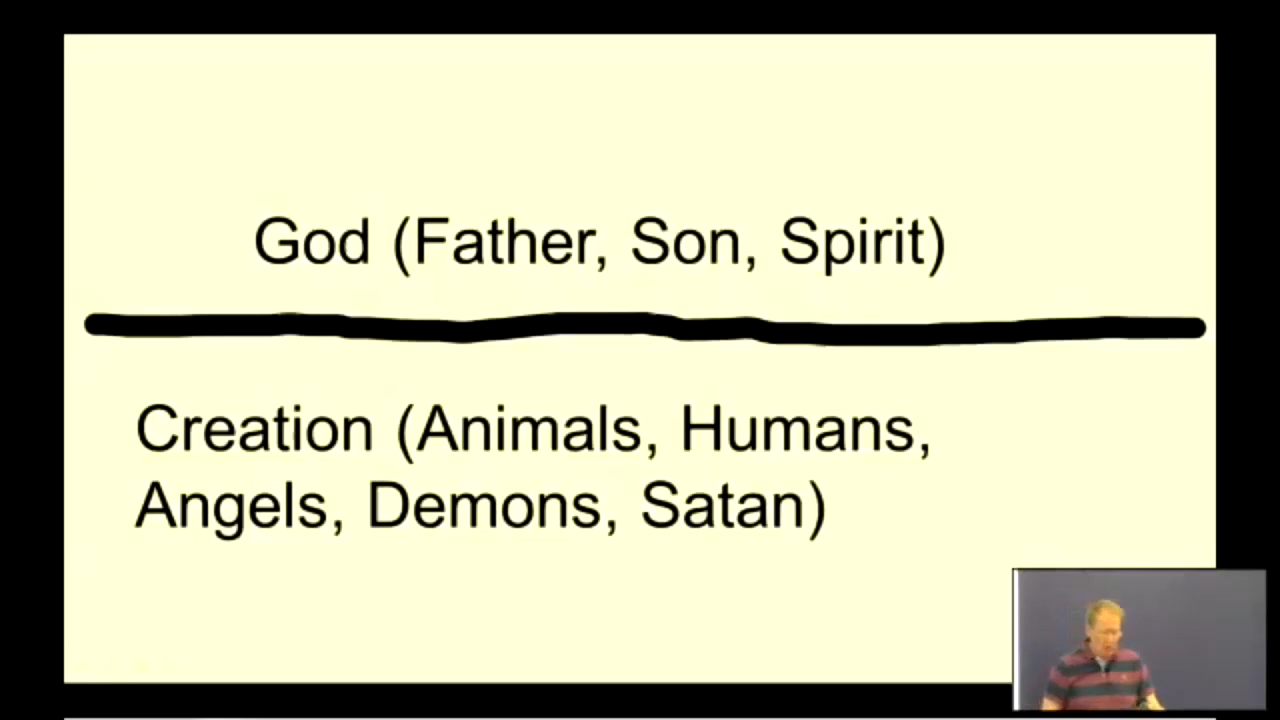 God (Father, Son, Spirit)
Creation (Animals, Humans,
Angels, Demons, Satan)